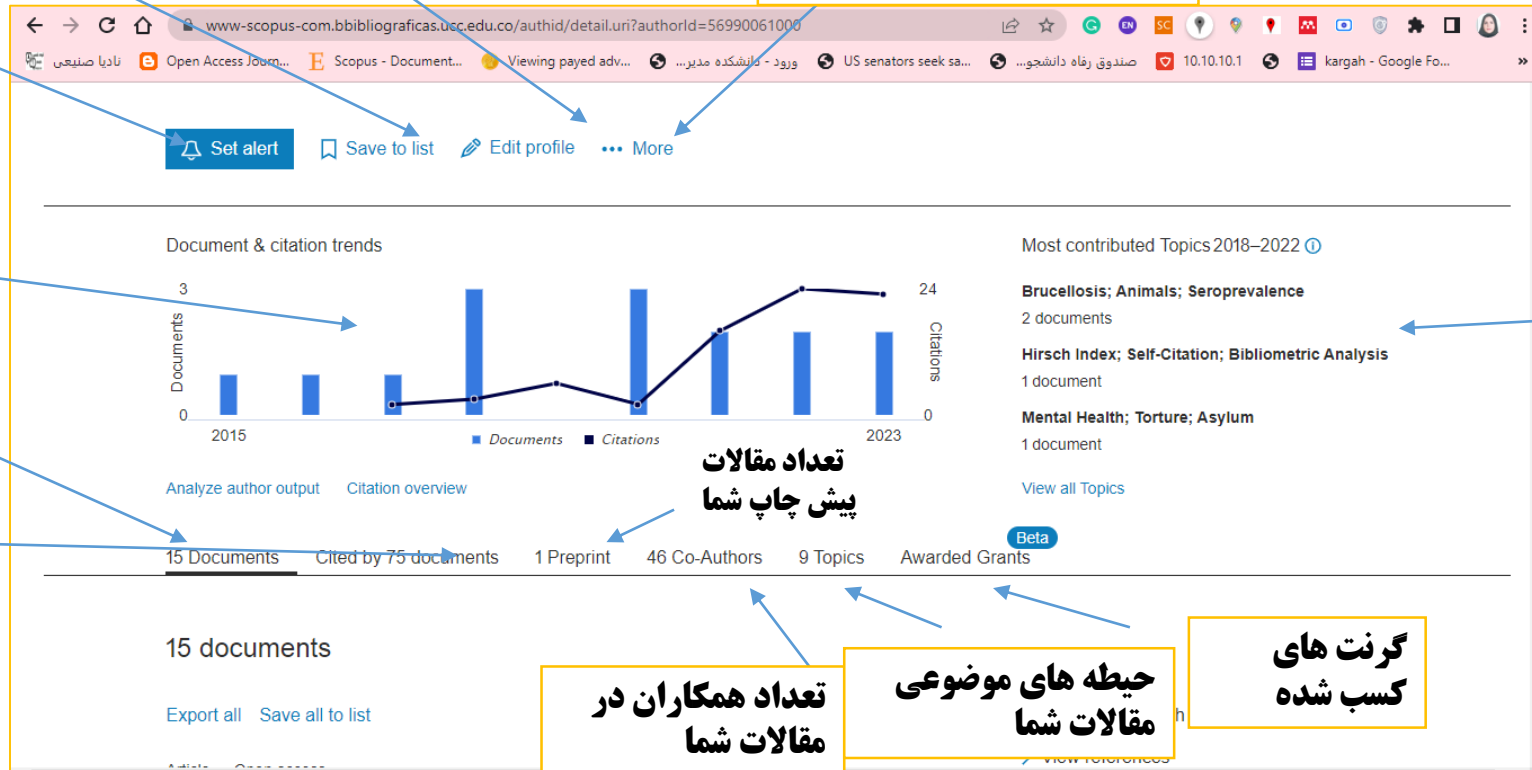 www-scopus-com.bbibliograficas.ucc.edu.co/authid/detail.uri?authorId=56990061000
نادیا صنیعی
Open Access Journ...
Scopus - Document...
Viewing payed adv...
ورود - دانشکده مدیر...
US senators seek sa...
صندوق رفاه دانشجو...
10.10.10.1
kargah - Google Fo...
»
Set alert
Save to list
Edit profile
More
Document & citation trends
3
24
Documents
Citations
0
0
2015
2023
Documents
Citations
Analyze author output
Citation overview
Most contributed Topics 2018–2022
Brucellosis; Animals; Seroprevalence
2 documents
Hirsch Index; Self-Citation; Bibliometric Analysis
1 document
Mental Health; Torture; Asylum
1 document
View all Topics
تعداد مقالات
پیش چاپ شما
Beta
15 Documents
Cited by 75 documents
1 Preprint
46 Co-Authors
9 Topics
Awarded Grants
15 documents
Export all
Save all to list
تعداد همکاران در
مقالات شما
حیطه های موضوعی
مقالات شما
گرنت های
کسب شده